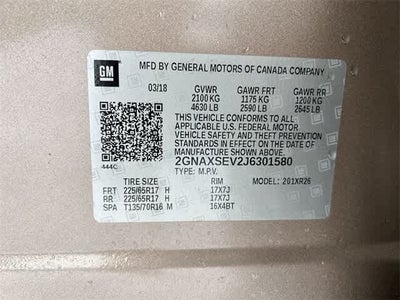 GM
MFD BY GENERAL MOTORS OF CANADA COMPANY
03/18 GVWR GAWR FRT GAWR RR
2100 KG 1175 KG 1200 KG
4630 LB 2590 LB 2645 LB
THIS VEHICLE CONFORMS TO ALL
APPLICABLE U.S. FEDERAL MOTOR
VEHICLE SAFETY AND THEFT PREVENTION
STANDARDS IN EFFECT ON THE DATE OF
MANUFACTURE SHOWN ABOVE.
444C 2GNAXSEV2J6301580
TYPE: M.P.V.
TIRE SIZE RIM MODEL: 201XR26
FRT 225/65R17 H 17X7J
RR 225/65R17 H 17X7J
SPA T135/70R16 M 16X4BT